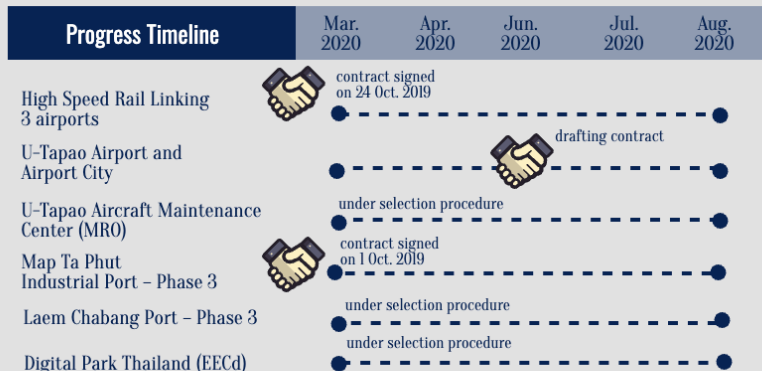 Progress Timeline
Mar. 2020
Apr. 2020
Jun. 2020
Jul. 2020
Aug. 2020
High Speed Rail Linking
3 airports
contract signed
on 24 Oct. 2019
U-Tapao Airport and
Airport City
drafting contract
U-Tapao Aircraft Maintenance
Center (MRO)
under selection procedure
Map Ta Phut
Industrial Port – Phase 3
contract signed
on 1 Oct. 2019
Laem Chabang Port – Phase 3
under selection procedure
Digital Park Thailand (EECd)
under selection procedure